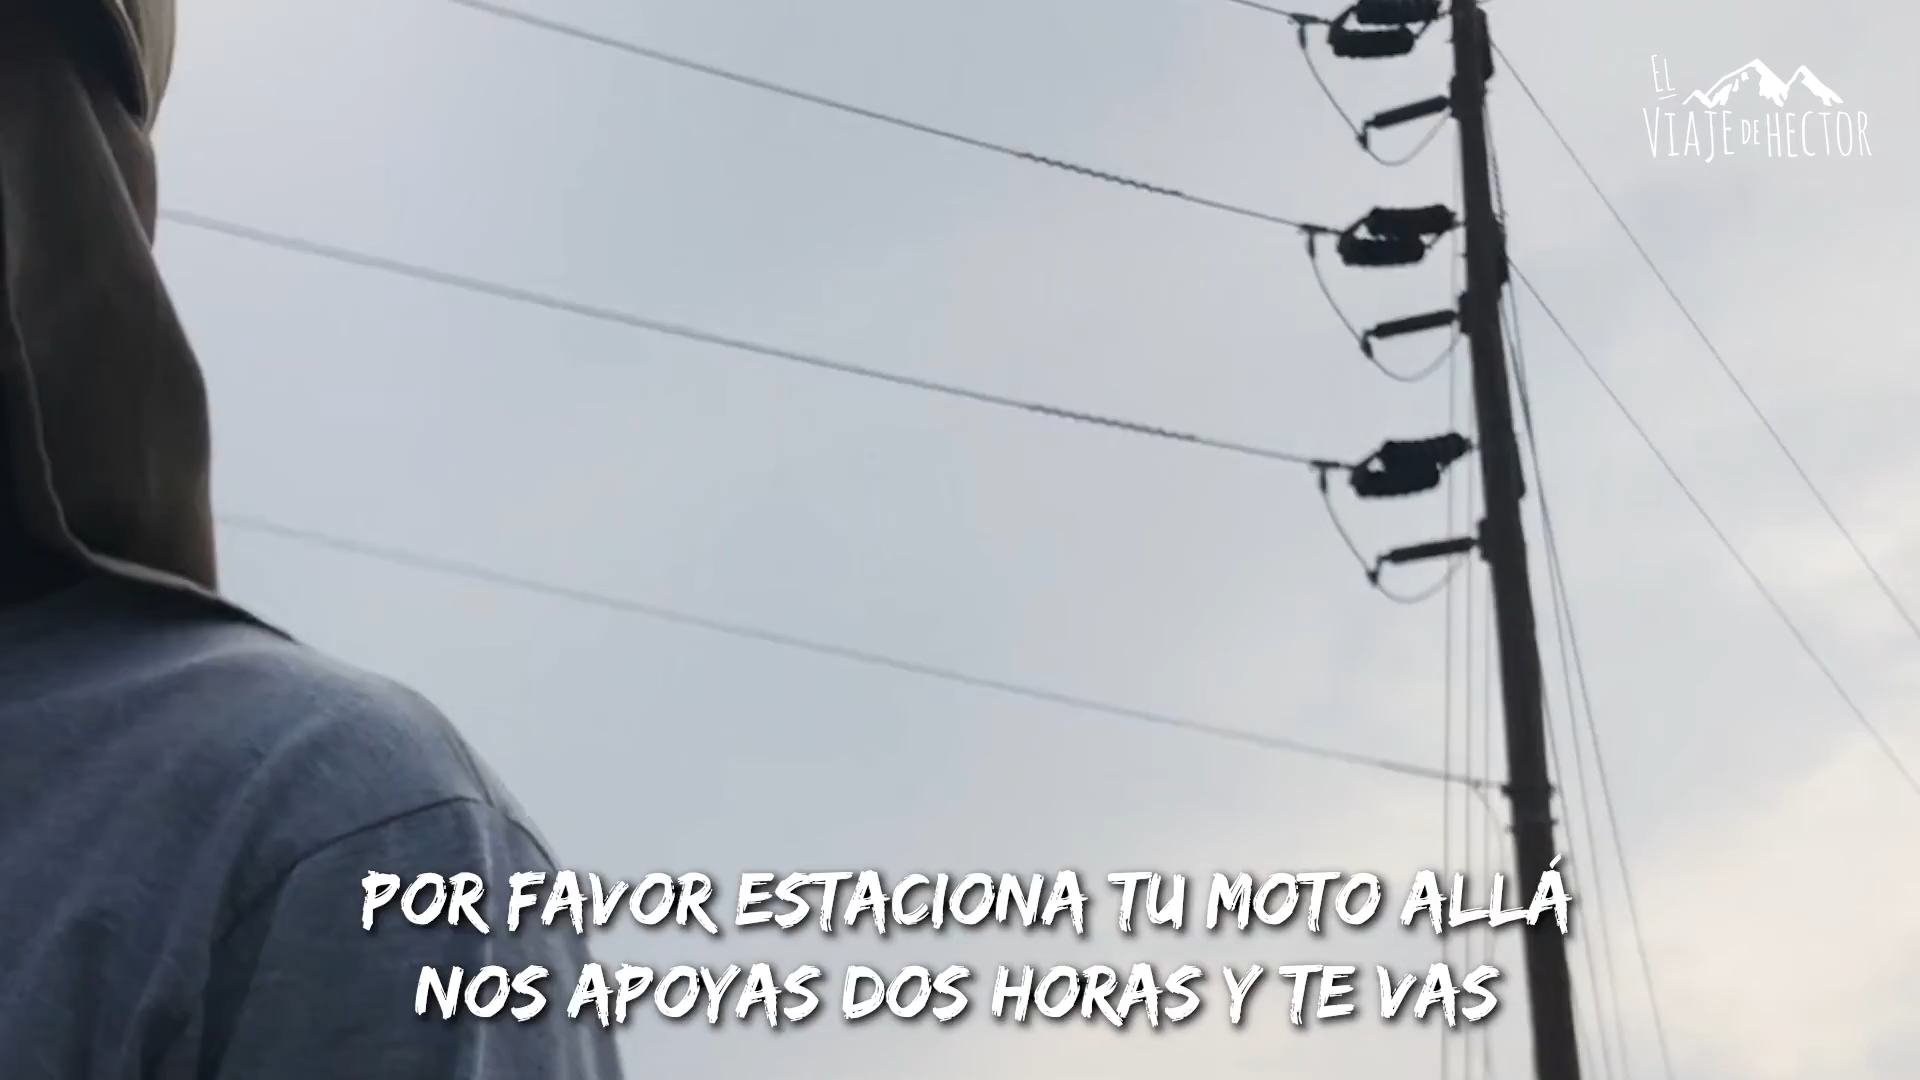 EL
VIAJE DE HECTOR
POR FAVOR ESTACIONA TU MOTO ALLÁ
NOS APOYAS DOS HORAS Y TE VAS